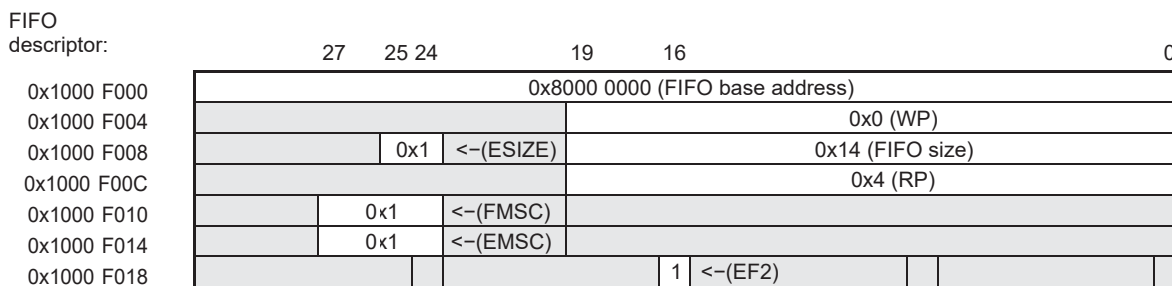 FIFO
descriptor:
27 25 24 19 16 0
0x1000 F000 0x8000 0000 (FIFO base address)
0x1000 F004 0x0 (WP)
0x1000 F008 0x1 <−(ESIZE) 0x14 (FIFO size)
0x1000 F00C 0x4 (RP)
0x1000 F010 0x1 <−(FMSC)
0x1000 F014 0x1 <−(EMSC)
0x1000 F018 1 <−(EF2)